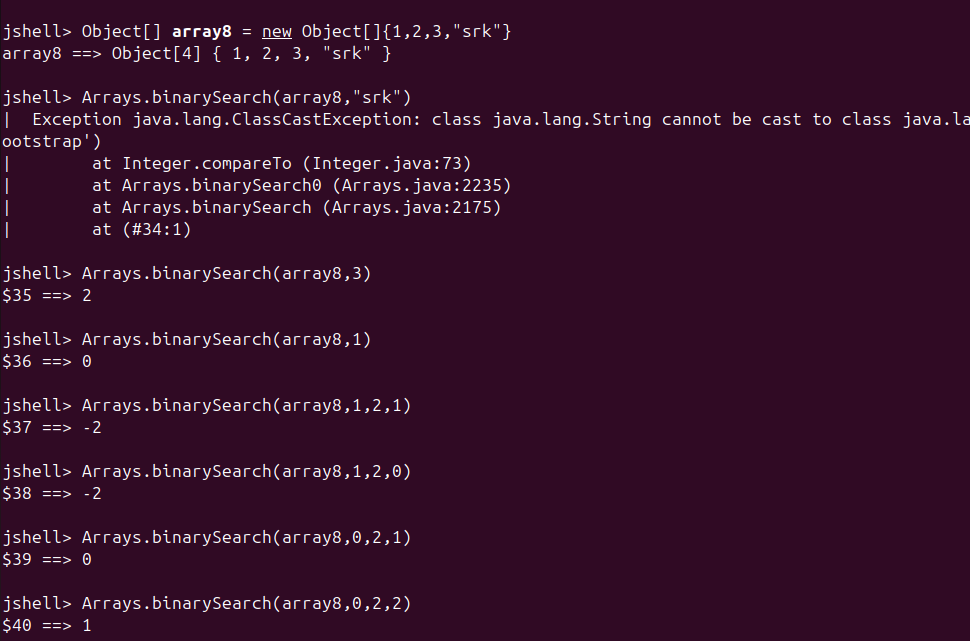 jshell> Object[] array8 = new Object[]{1,2,3,"srk"}
array8 ==> Object[4] { 1, 2, 3, "srk" }
jshell> Arrays.binarySearch(array8,"srk")
|  Exception java.lang.ClassCastException: class java.lang.String cannot be cast to class java.la
ootstrap')
|        at Integer.compareTo (Integer.java:73)
|        at Arrays.binarySearch0 (Arrays.java:2235)
|        at Arrays.binarySearch (Arrays.java:2175)
|        at (#34:1)
jshell> Arrays.binarySearch(array8,3)
$35 ==> 2
jshell> Arrays.binarySearch(array8,1)
$36 ==> 0
jshell> Arrays.binarySearch(array8,1,2,1)
$37 ==> -2
jshell> Arrays.binarySearch(array8,1,2,0)
$38 ==> -2
jshell> Arrays.binarySearch(array8,0,2,1)
$39 ==> 0
jshell> Arrays.binarySearch(array8,0,2,2)
$40 ==> 1